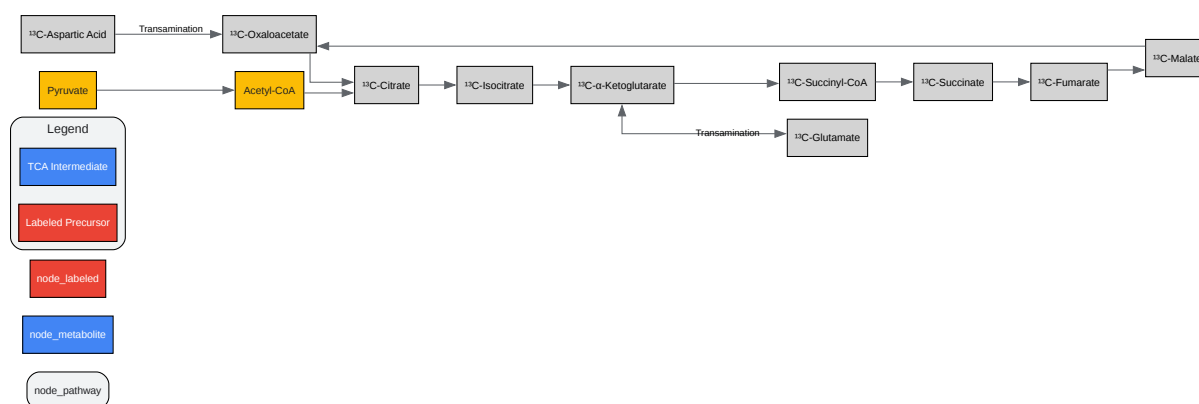 ¹³C-Aspartic Acid
Transamination
¹³C-Oxaloacetate
¹³C-Malate
Pyruvate
Acetyl-CoA
¹³C-Citrate
¹³C-Isocitrate
¹³C-α-Ketoglutarate
¹³C-Succinyl-CoA
¹³C-Succinate
¹³C-Fumarate
Transamination
¹³C-Glutamate
Legend
TCA Intermediate
Labeled Precursor
node_labeled
node_metabolite
node_pathway